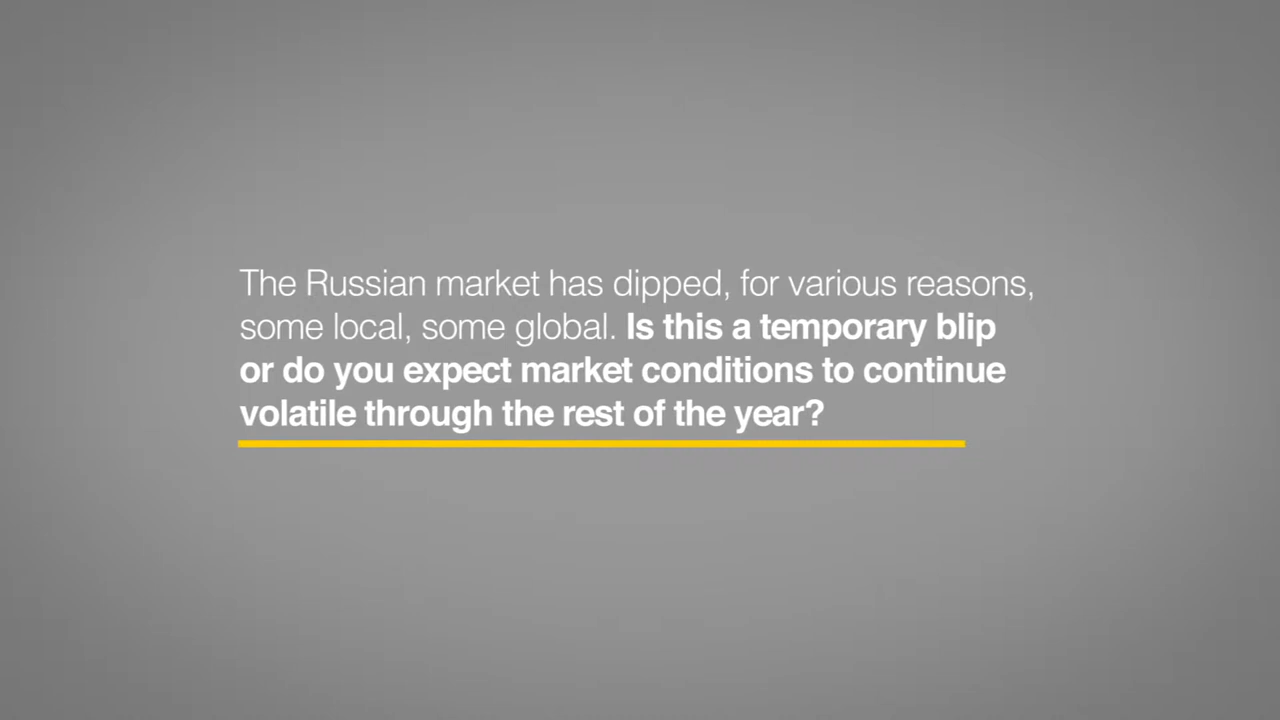 The Russian market has dipped, for various reasons,
some local, some global. Is this a temporary blip
or do you expect market conditions to continue
volatile through the rest of the year?